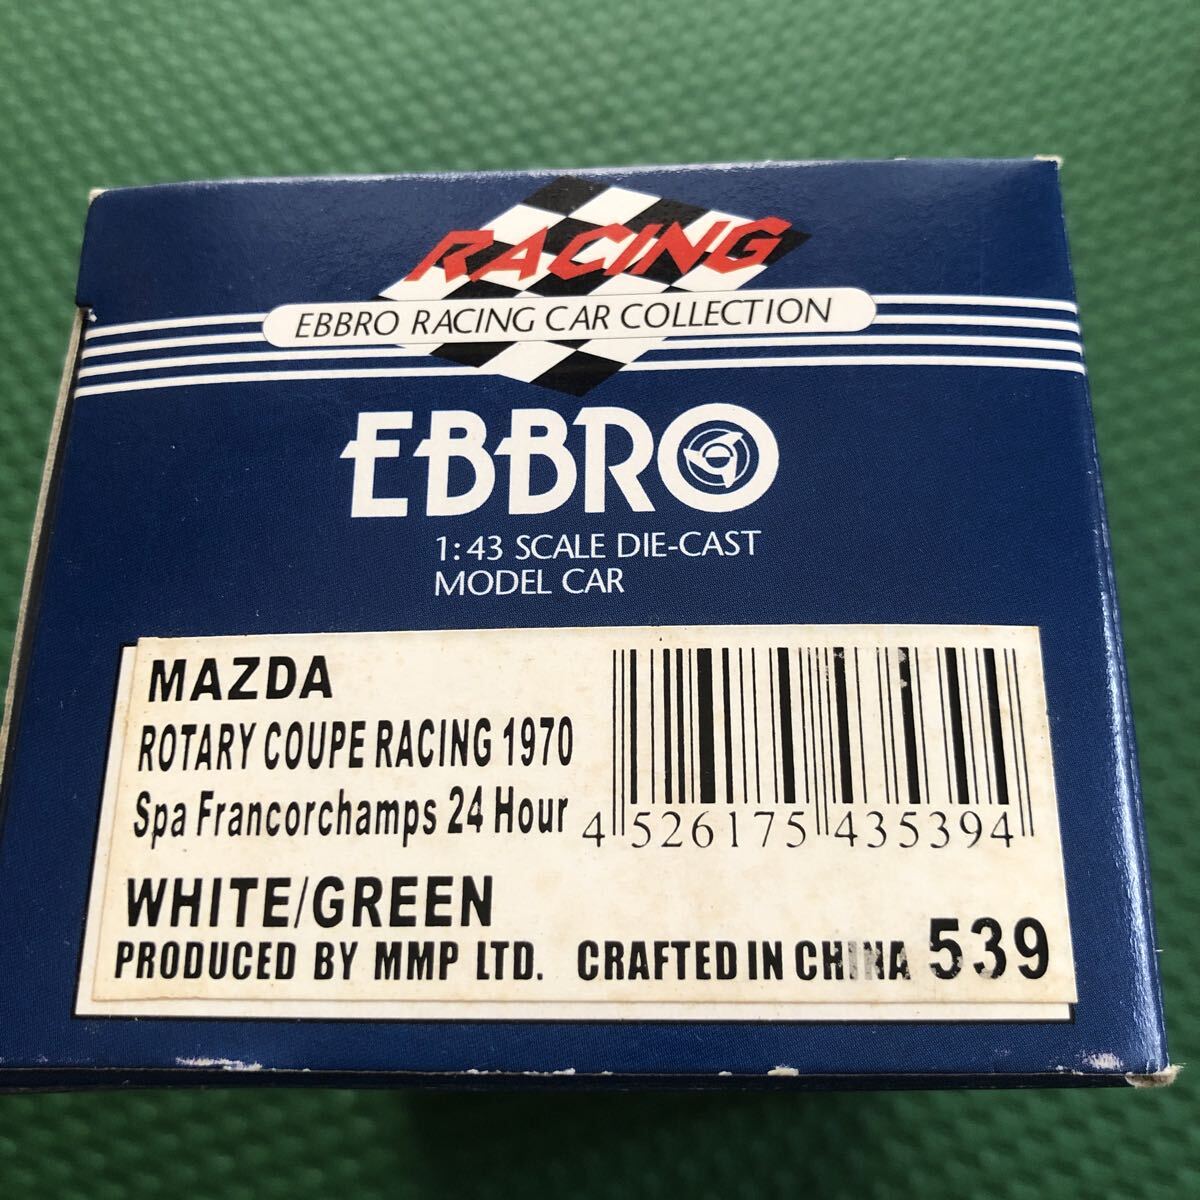 RACING
EBBRO RACING CAR COLLECTION
EBBRO
1:43 SCALE DIE-CAST
MODEL CAR
MAZDA
ROTARY COUPE RACING 1970
Spa Francorchamps 24 Hour
4 526175 435394
WHITE/GREEN
PRODUCED BY MMP LTD. CRAFTED IN CHINA 539